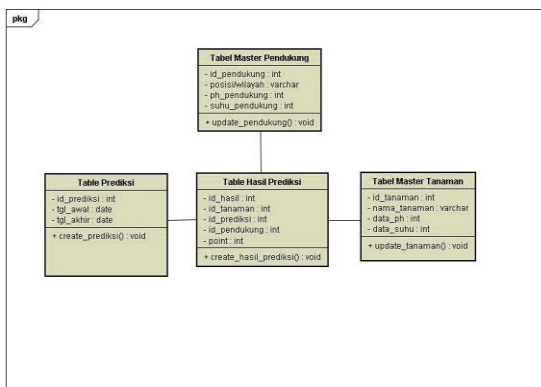 pkg
Tabel Master Pendukung
- id_pendukung : int
- posisi/wilayah : varchar
- ph_pendukung : int
- suhu_pendukung : int
+ update_pendukung() : void
Table Prediksi
- id_prediksi : int
- tgl_awal : date
- tgl_akhir : date
+ create_prediksi() : void
Table Hasil Prediksi
- id_hasil : int
- id_tanaman : int
- id_prediksi : int
- id_pendukung : int
- point : int
+ create_hasil_prediksi() : void
Tabel Master Tanaman
- id_tanaman : int
- nama_tanaman : varchar
- data_ph : int
- data_suhu : int
+ update_tanaman() : void